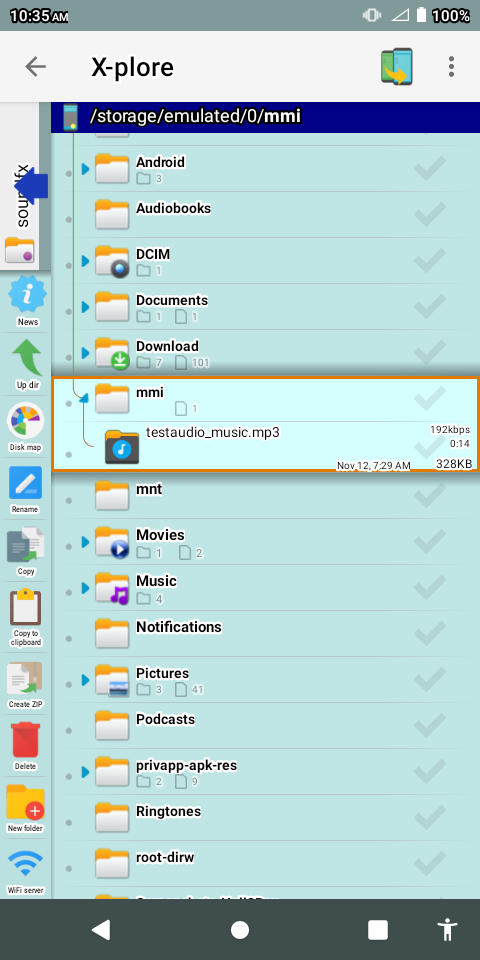 10:35 AM
100%
X-plore
/storage/emulated/0/mmi
soundfx
News
Up dir
Disk map
Rename
Copy
Copy to
clipboard
Create ZIP
Delete
New folder
WiFi server
Android
3
Audiobooks
DCIM
1
Documents
1 1
Download
7 101
mmi
1
testaudio_music.mp3
192kbps
0:14
Nov 12, 7:29 AM
328KB
mnt
Movies
1 2
Music
4
Notifications
Pictures
3 41
Podcasts
privapp-apk-res
2 9
Ringtones
root-dirw